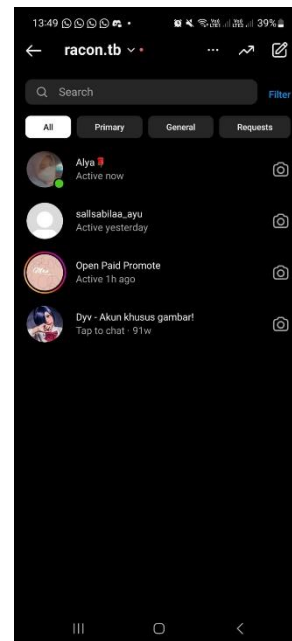 13:49
39%
racon.tb
Search
Filter
All Primary General Requests
Alya
Active now
sallsabilaa_ayu
Active yesterday
Open Paid Promote
Active 1h ago
Dyv - Akun khusus gambar!
Tap to chat · 91w